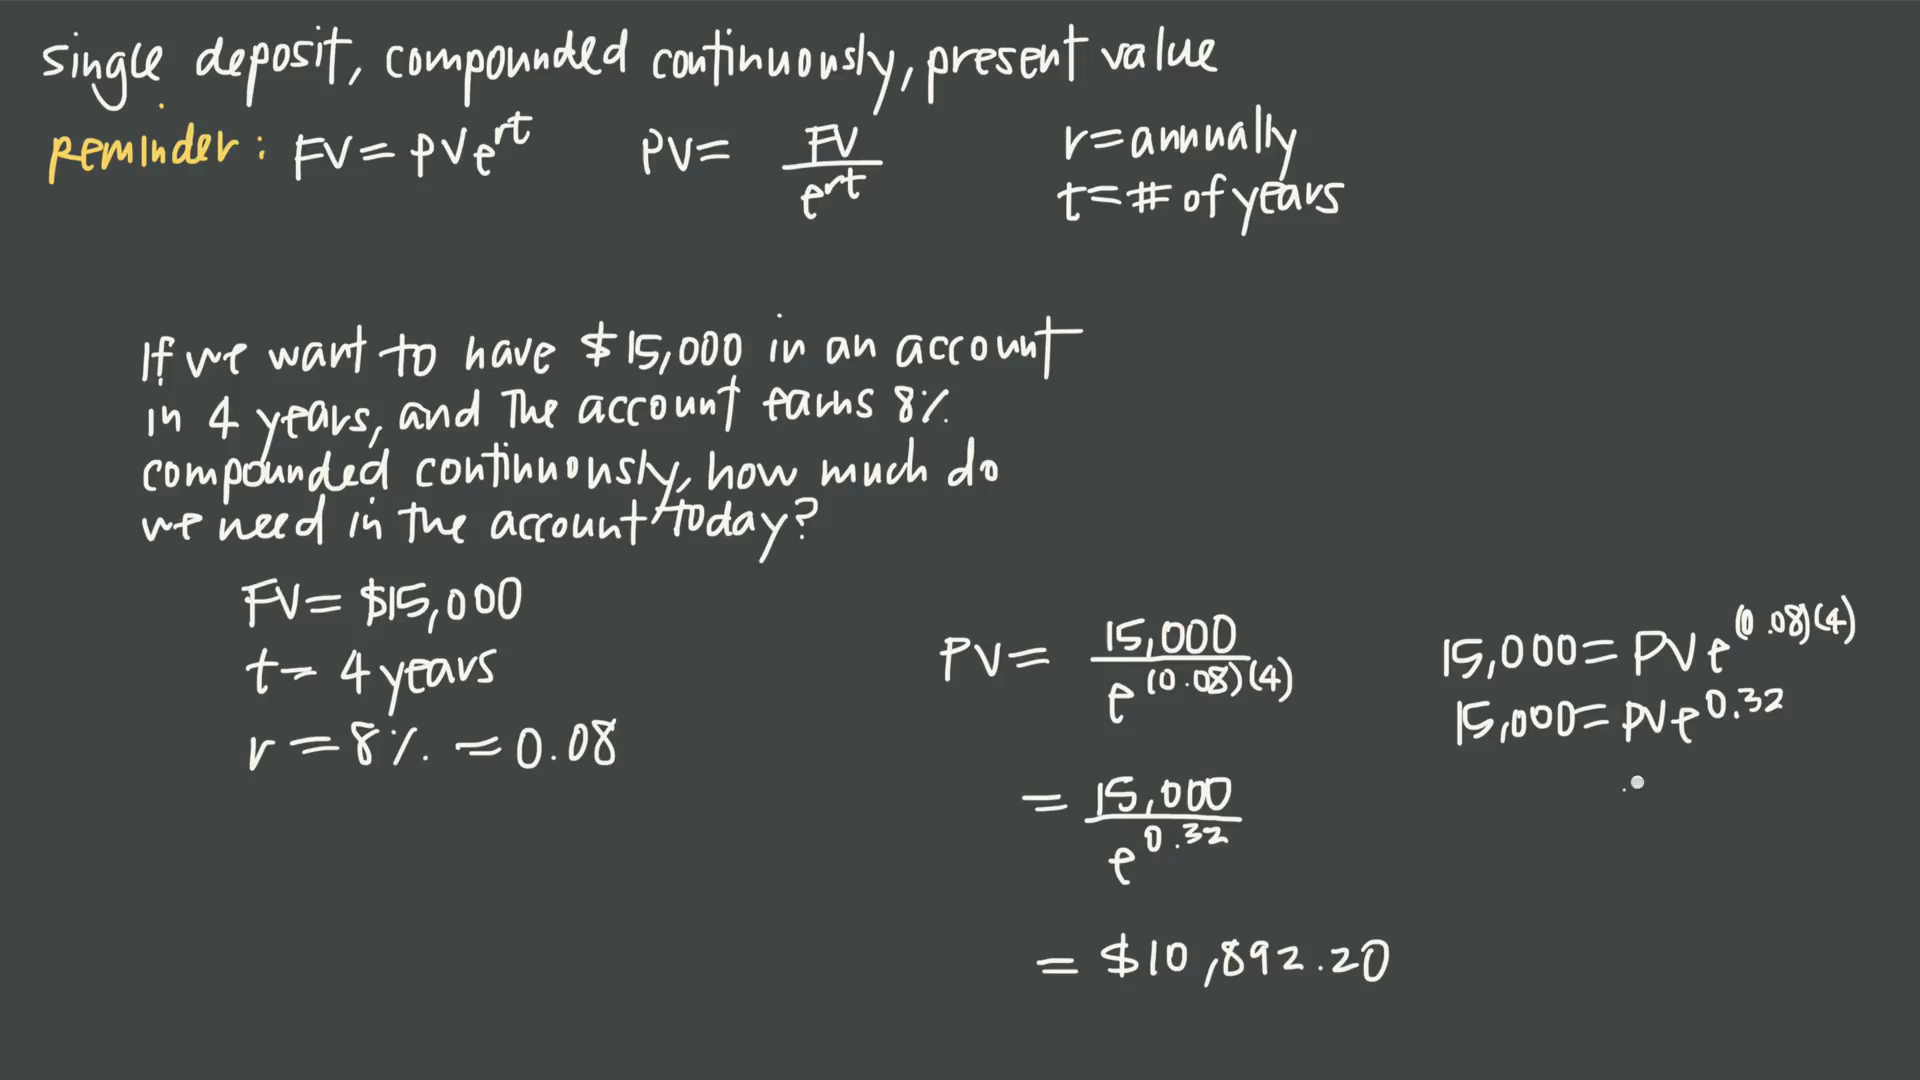 single deposit, compounded continuously, present value
reminder: FV = PVe^rt PV = FV/e^rt r = annually
t = # of years
If we want to have $15,000 in an account
in 4 years, and the account earns 8%
compounded continuously, how much do
we need in the account today?
FV = $15,000
t = 4 years
r = 8% = 0.08
PV = 15,000/e^(0.08)(4)
= 15,000/e^0.32
= $10,892.20
15,000 = PVe^(0.08)(4)
15,000 = PVe^0.32